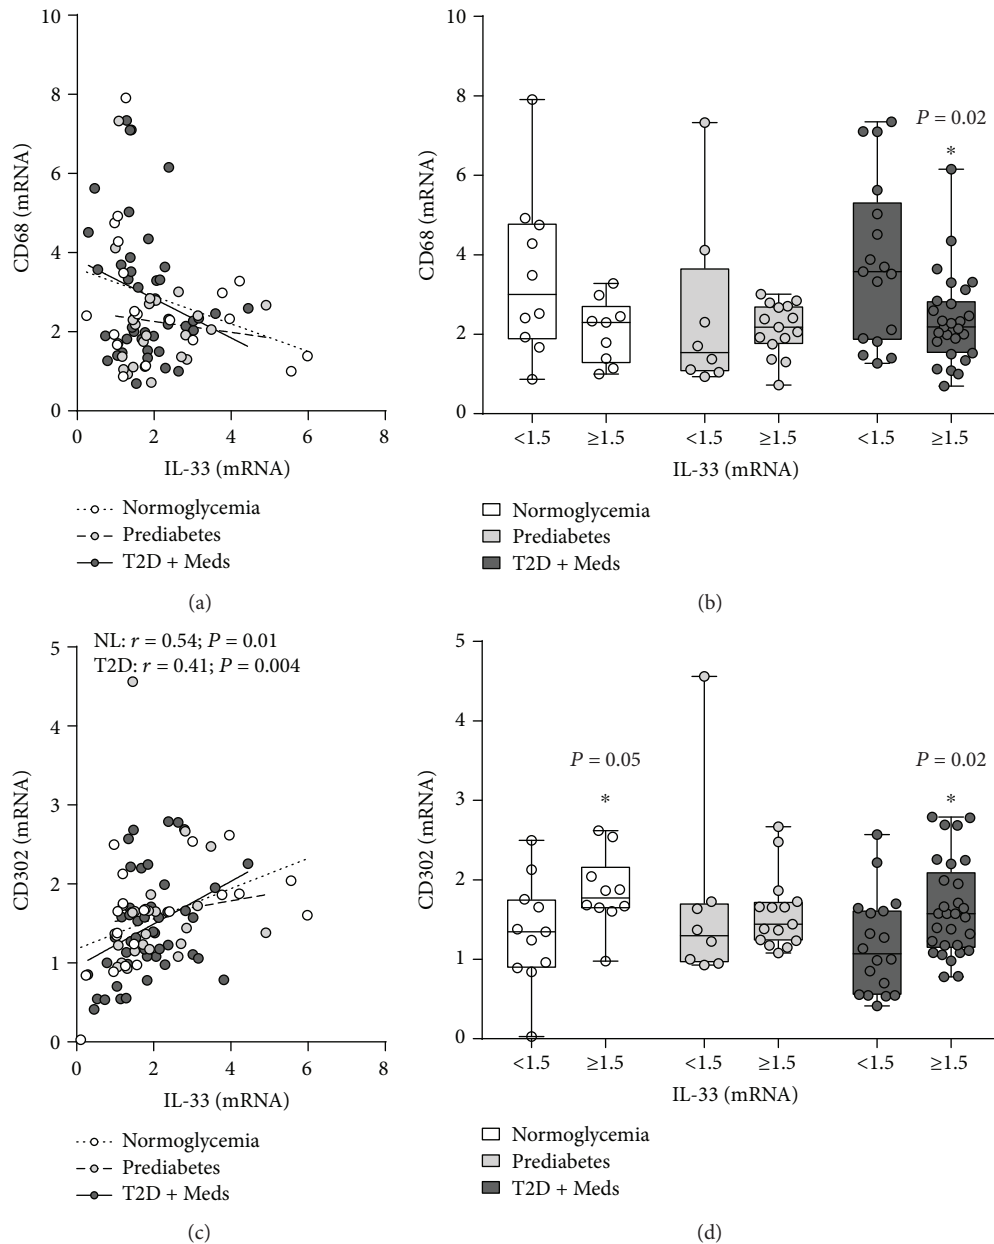 10
8
6
4
2
0
CD68 (mRNA)
0 2 4 6 8
IL-33 (mRNA)
Normoglycemia
Prediabetes
T2D + Meds
(a)
10
8
6
4
2
0
CD68 (mRNA)
P = 0.02
*
<1.5 ≥1.5 <1.5 ≥1.5 <1.5 ≥1.5
IL-33 (mRNA)
Normoglycemia
Prediabetes
T2D + Meds
(b)
NL: r = 0.54; P = 0.01
T2D: r = 0.41; P = 0.004
5
4
3
2
1
0
CD302 (mRNA)
0 2 4 6 8
IL-33 (mRNA)
Normoglycemia
Prediabetes
T2D + Meds
(c)
5
4
3
2
1
0
CD302 (mRNA)
P = 0.05 P = 0.02
* *
<1.5 ≥1.5 <1.5 ≥1.5 <1.5 ≥1.5
IL-33 (mRNA)
Normoglycemia
Prediabetes
T2D + Meds
(d)